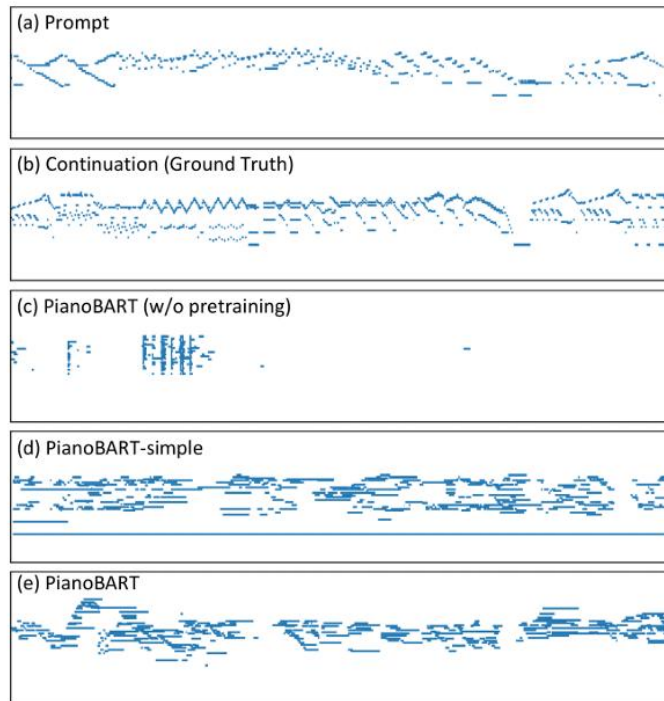 (a) Prompt
(b) Continuation (Ground Truth)
(c) PianoBART (w/o pretraining)
(d) PianoBART-simple
(e) PianoBART